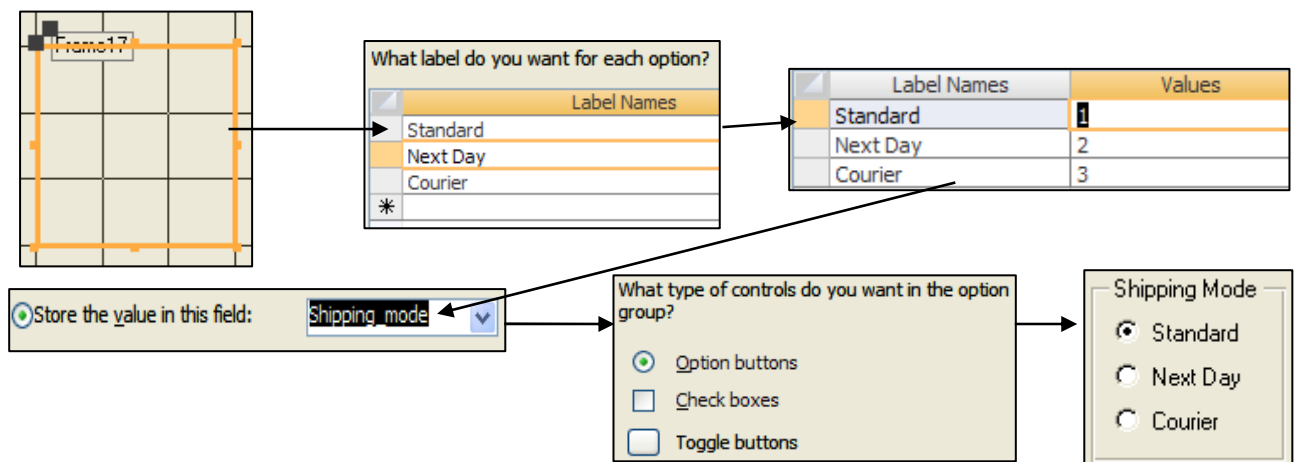 Frame17
What label do you want for each option?
Label Names
Standard
Next Day
Courier
*
Label Names Values
Standard 1
Next Day 2
Courier 3
Store the value in this field: Shipping_mode
What type of controls do you want in the option
group?
Option buttons
Check boxes
Toggle buttons
Shipping Mode
Standard
Next Day
Courier